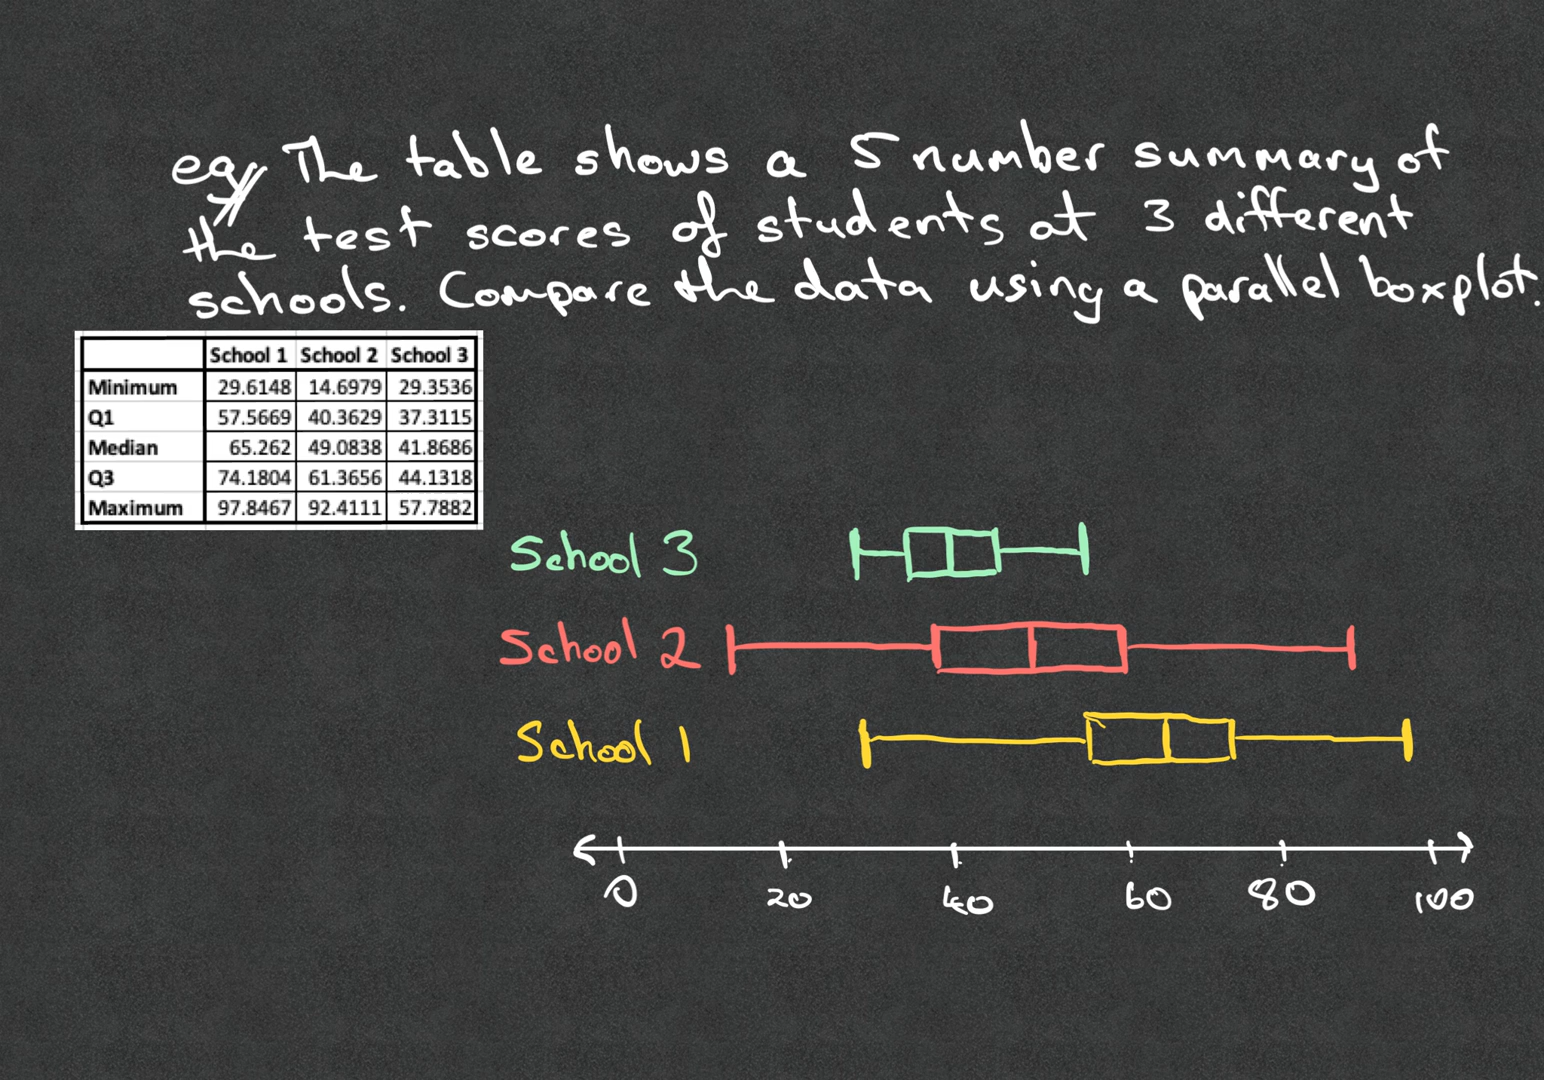 eg The table shows a 5 number summary of
the test scores of students at 3 different
schools. Compare the data using a parallel boxplot.
School 1 School 2 School 3
Minimum 29.6148 14.6979 29.3536
Q1 57.5669 40.3629 37.3115
Median 65.262 49.0838 41.8686
Q3 74.1804 61.3656 44.1318
Maximum 97.8467 92.4111 57.7882
School 3
School 2
School 1
0 20 40 60 80 100